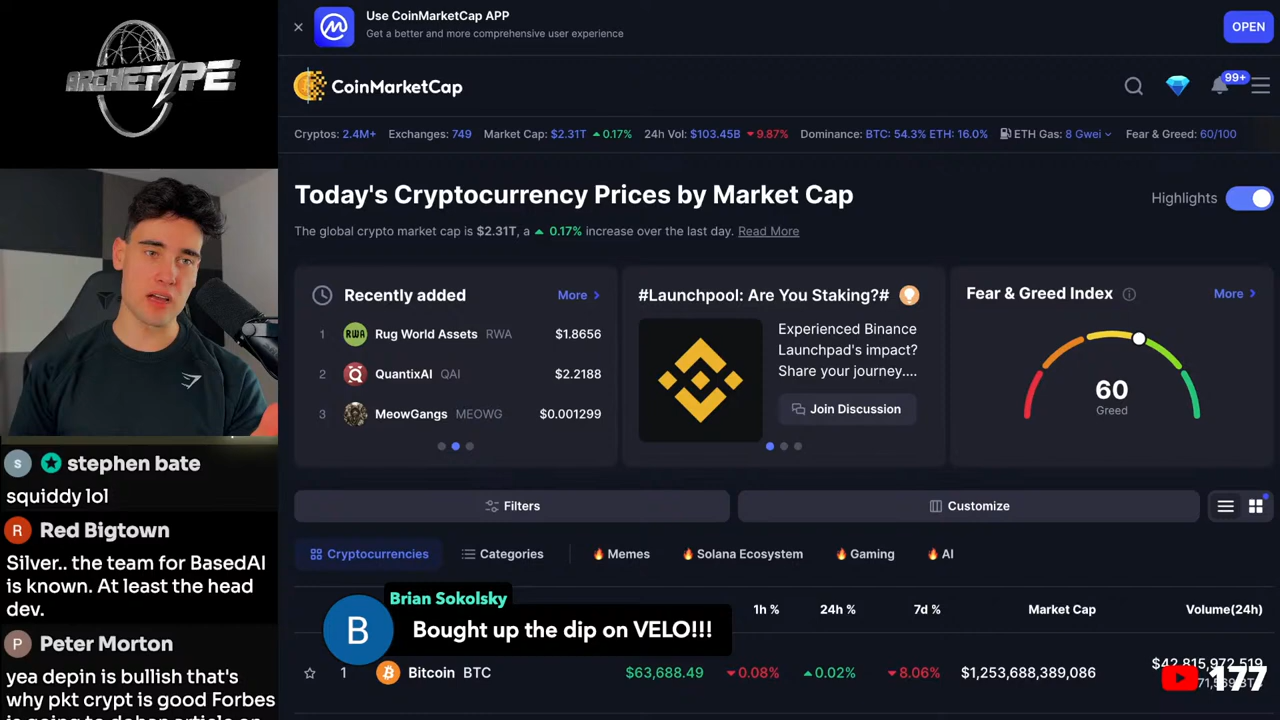 ARCHETYPE
Use CoinMarketCap APP
Get a better and more comprehensive user experience
OPEN
CoinMarketCap
99+
Cryptos: 2.4M+ Exchanges: 749 Market Cap: $2.31T 0.17% 24h Vol: $103.45B 9.87% Dominance: BTC: 54.3% ETH: 16.0% ETH Gas: 8 Gwei Fear & Greed: 60/100
Today's Cryptocurrency Prices by Market Cap
Highlights
The global crypto market cap is $2.31T, a 0.17% increase over the last day. Read More
Recently added
More
1 RWA Rug World Assets RWA $1.8656
2 QuantixAI QAI $2.2188
3 MeowGangs MEOWG $0.001299
#Launchpool: Are You Staking?#
Experienced Binance
Launchpad's impact?
Share your journey....
Join Discussion
Fear & Greed Index
More
60
Greed
Filters
Customize
Cryptocurrencies
Categories
Memes
Solana Ecosystem
Gaming
AI
1h % 24h % 7d % Market Cap Volume(24h)
1 Bitcoin BTC $63,688.49 0.08% 0.02% 8.06% $1,253,688,389,086 $42,815,972,519
B
Brian Sokolsky
Bought up the dip on VELO!!!
177
s stephen bate
squiddy lol
R Red Bigtown
Silver.. the team for BasedAI
is known. At least the head
dev.
P Peter Morton
yea depin is bullish that's
why pkt crypt is good Forbes